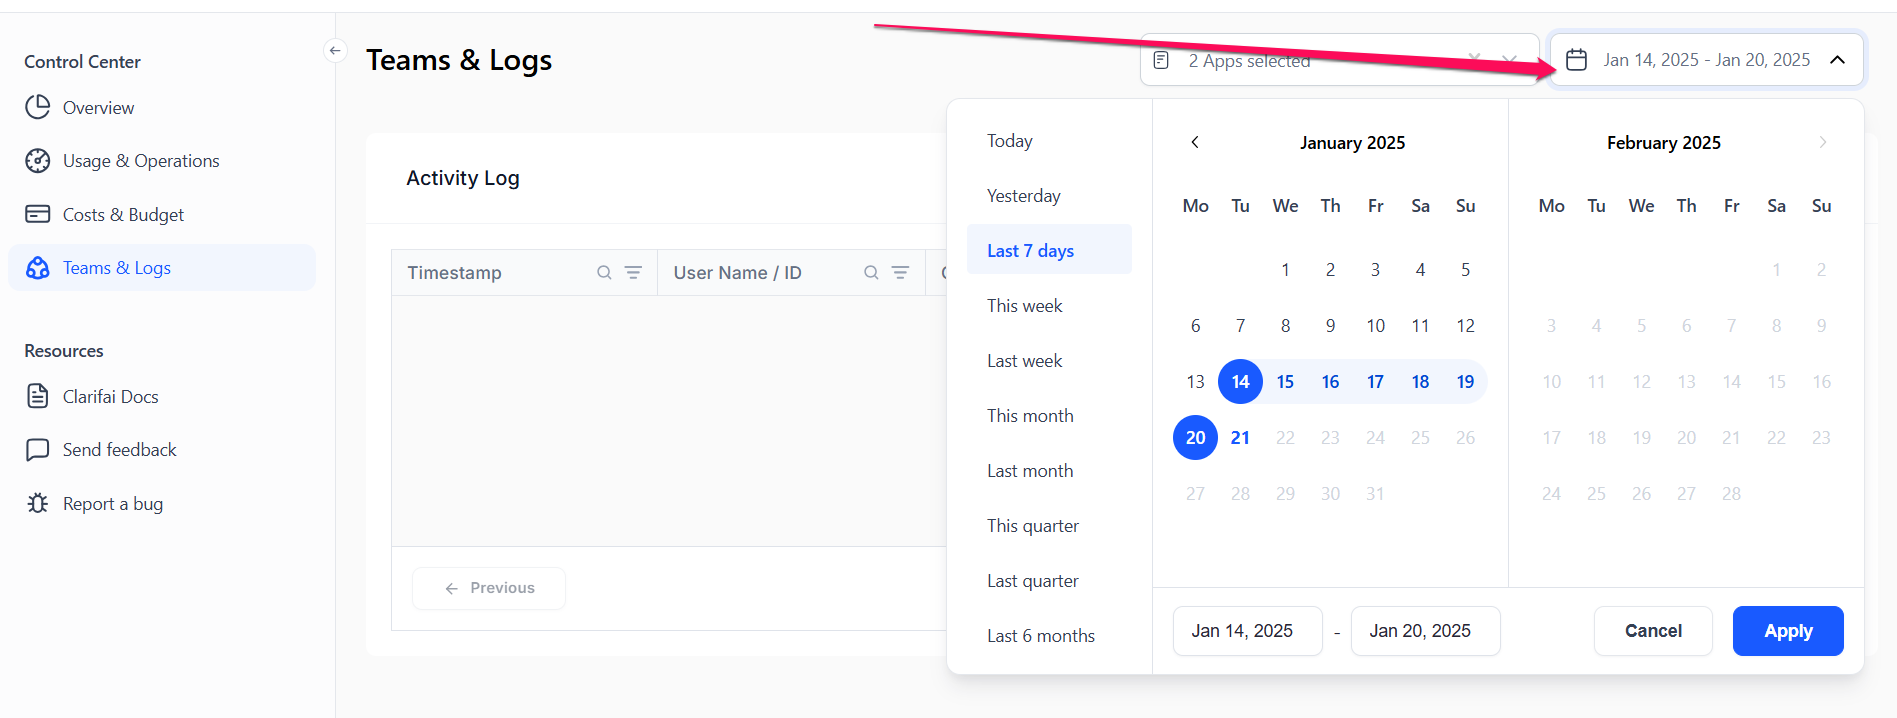 Control Center
Overview
Usage & Operations
Costs & Budget
Teams & Logs
Resources
Clarifai Docs
Send feedback
Report a bug
Teams & Logs
2 Apps selected
Jan 14, 2025 - Jan 20, 2025
Activity Log
Timestamp
User Name / ID
Previous
Today
Yesterday
Last 7 days
This week
Last week
This month
Last month
This quarter
Last quarter
Last 6 months
January 2025
Mo Tu We Th Fr Sa Su
1 2 3 4 5
6 7 8 9 10 11 12
13 14 15 16 17 18 19
20 21 22 23 24 25 26
27 28 29 30 31
February 2025
Mo Tu We Th Fr Sa Su
1 2
3 4 5 6 7 8 9
10 11 12 13 14 15 16
17 18 19 20 21 22 23
24 25 26 27 28
Jan 14, 2025 - Jan 20, 2025
Cancel
Apply